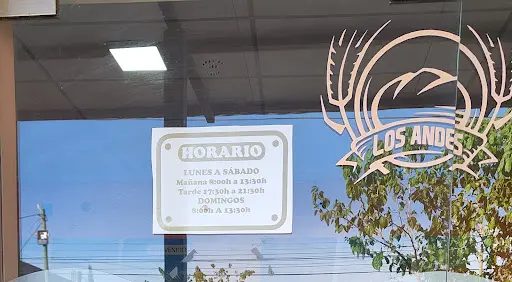 HORARIO
LUNES A SÁBADO
Mañana 8:00h a 13:30h
Tarde 17:30h a 21:30h
DOMINGOS
9:00h A 13:30h
LOS ANDES